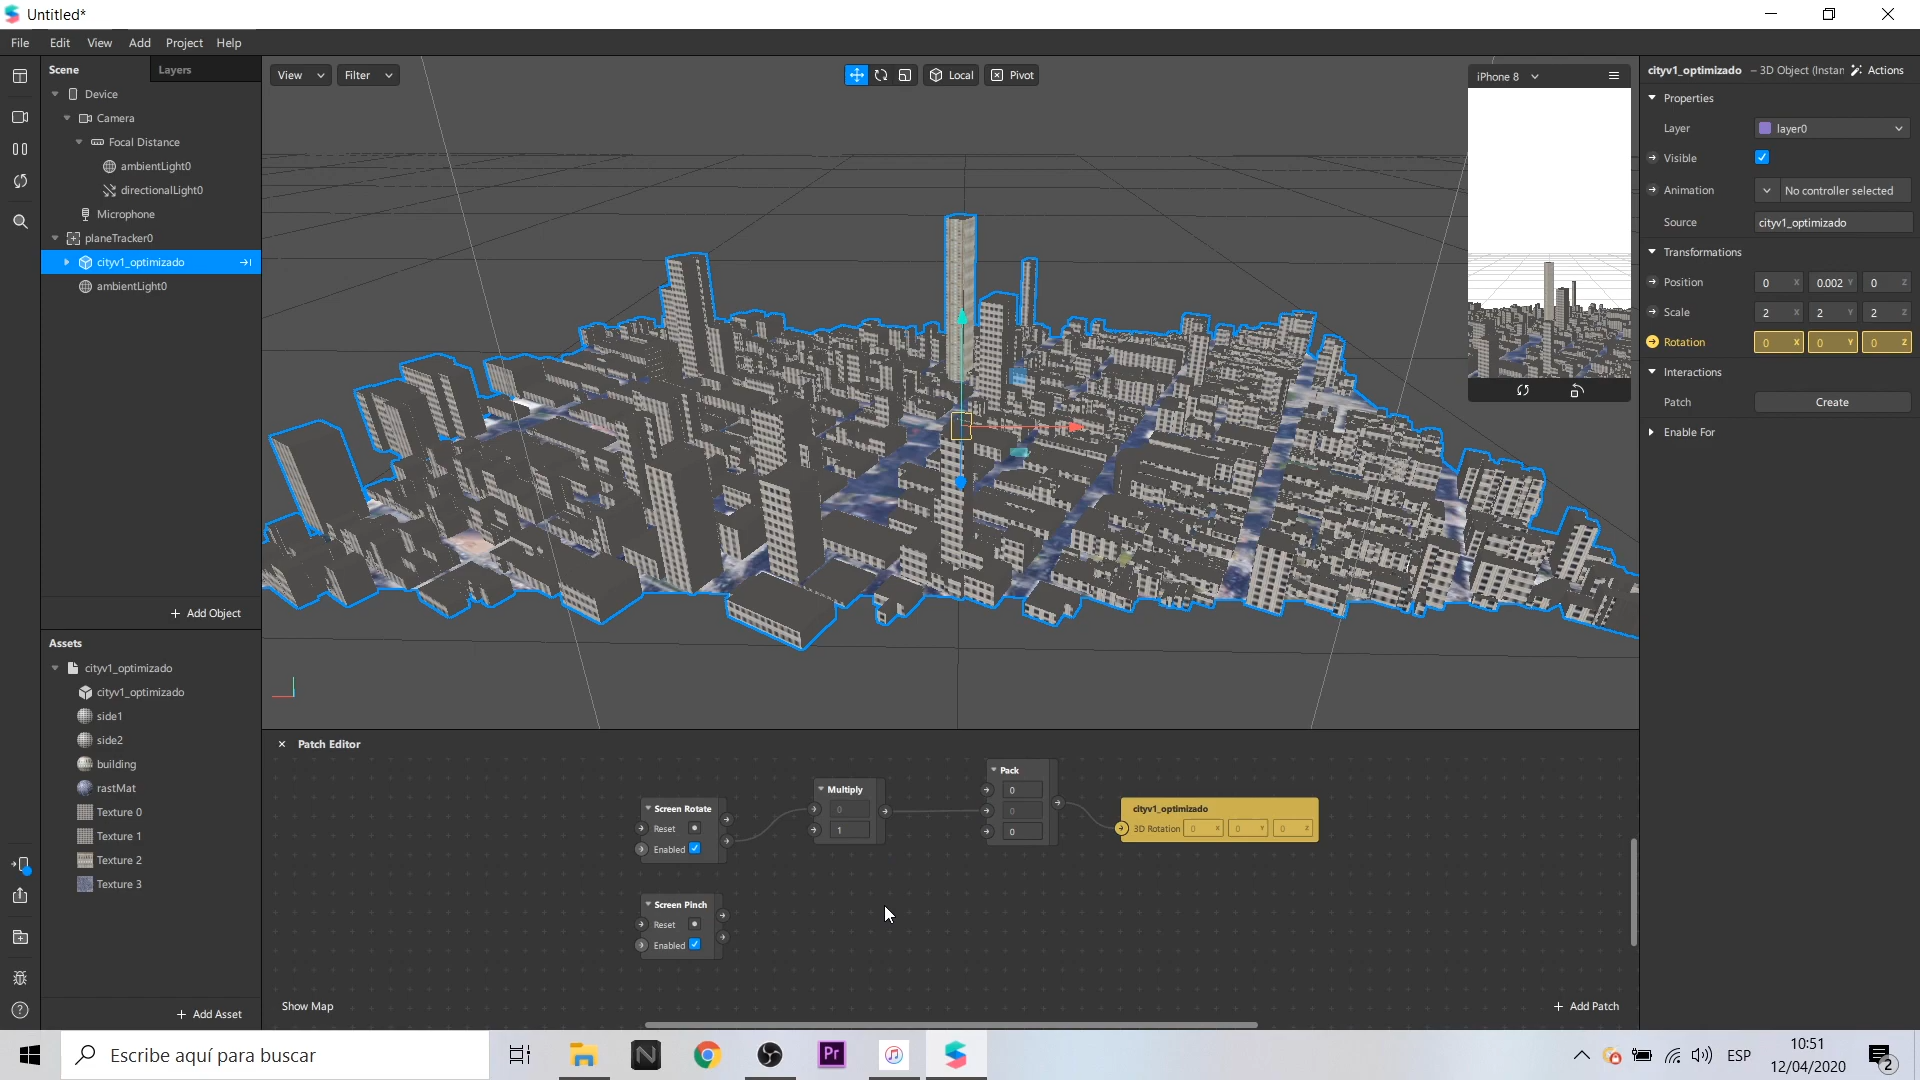 Untitled*
File Edit View Add Project Help
Scene Layers
Device
Camera
Focal Distance
ambientLight0
directionalLight0
Microphone
planeTracker0
cityv1_optimizado
ambientLight0
+ Add Object
Assets
cityv1_optimizado
cityv1_optimizado
side1
side2
building
rastMat
Texture 0
Texture 1
Texture 2
Texture 3
+ Add Asset
View Filter
Local Pivot
iPhone 8
cityv1_optimizado – 3D Object (Instan Actions
Properties
Layer layer0
Visible
Animation No controller selected
Source cityv1_optimizado
Transformations
Position 0 X 0.002 Y 0 Z
Scale 2 X 2 Y 2 Z
Rotation 0 X 0 Y 0 Z
Interactions
Patch Create
Enable For
× Patch Editor
Screen Rotate
Reset
Enabled
Multiply
0
1
Pack
0
0
0
cityv1_optimizado
3D Rotation 0 X 0 Y 0 Z
Screen Pinch
Reset
Enabled
Show Map
+ Add Patch
Escribe aquí para buscar
Pr
ESP
10:51
12/04/2020
2